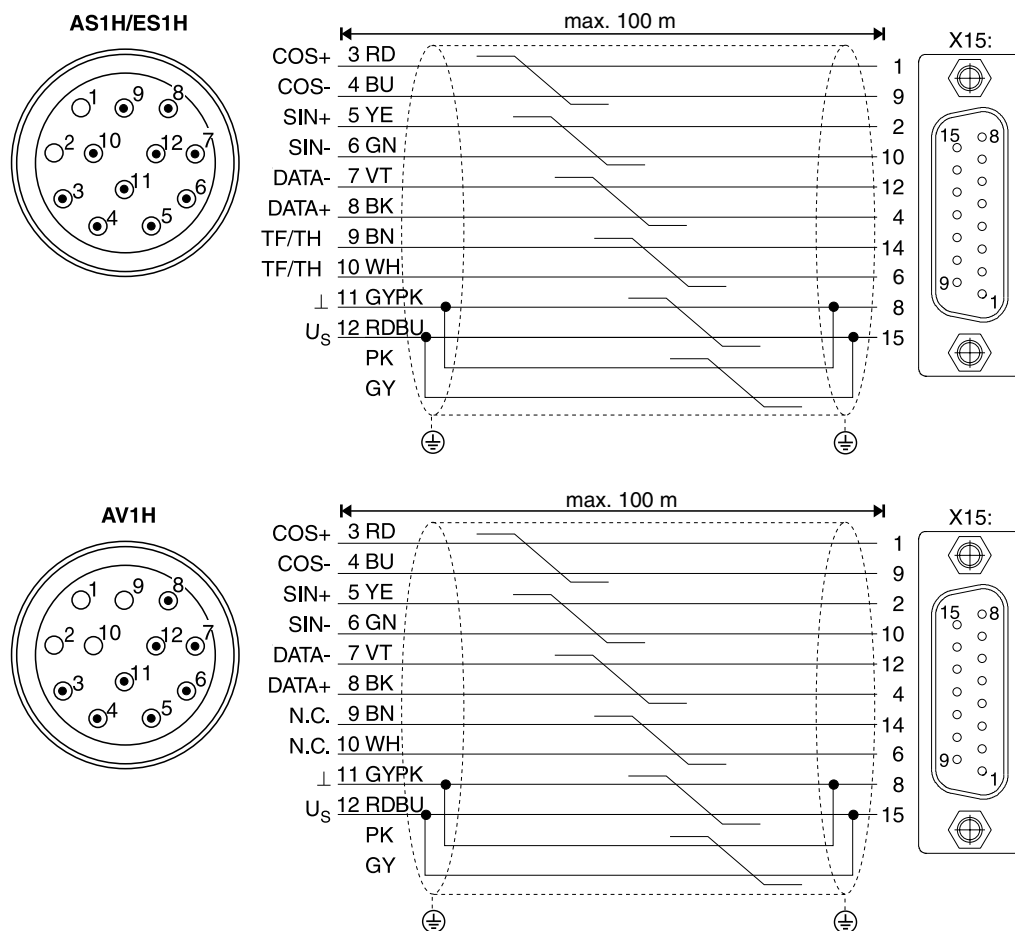 AS1H/ES1H
max. 100 m
X15:
1 9 8
2 10 12 7
3 11 6
4 5
COS+ 3 RD 1
COS- 4 BU 9
SIN+ 5 YE 2
SIN- 6 GN 10
DATA- 7 VT 12
DATA+ 8 BK 4
TF/TH 9 BN 14
TF/TH 10 WH 6
⊥ 11 GYPK 8
US 12 RDBU 15
PK
GY
15 8
9 1
AV1H
max. 100 m
X15:
1 9 8
2 10 12 7
3 11 6
4 5
COS+ 3 RD 1
COS- 4 BU 9
SIN+ 5 YE 2
SIN- 6 GN 10
DATA- 7 VT 12
DATA+ 8 BK 4
N.C. 9 BN 14
N.C. 10 WH 6
⊥ 11 GYPK 8
US 12 RDBU 15
PK
GY
15 8
9 1